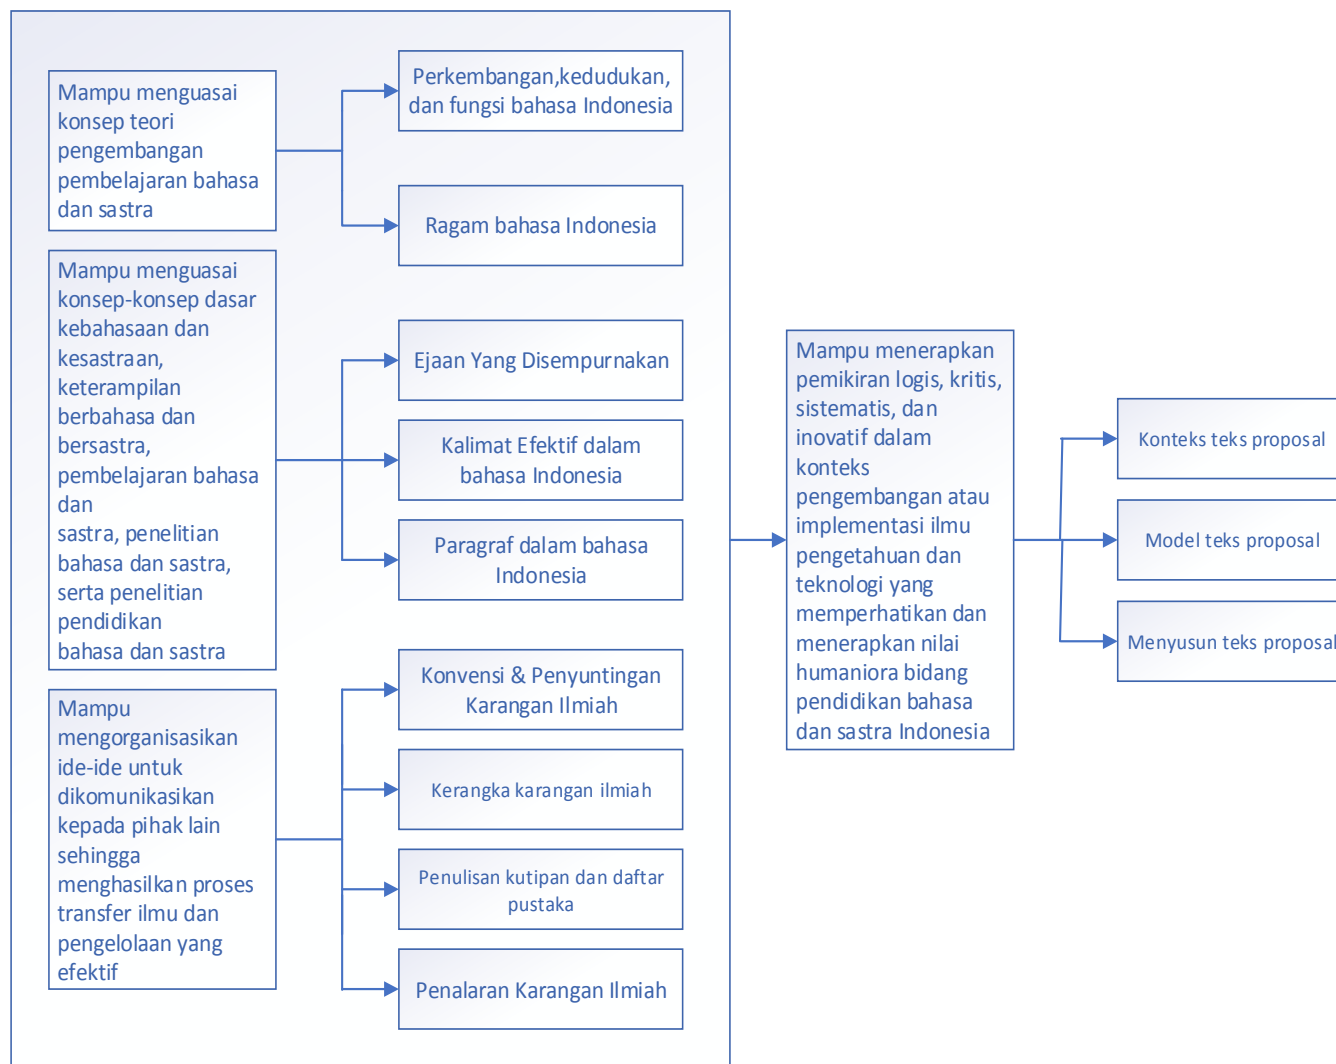 Mampu menguasai
konsep teori
pengembangan
pembelajaran bahasa
dan sastra
Perkembangan,kedudukan,
dan fungsi bahasa Indonesia
Ragam bahasa Indonesia
Mampu menguasai
konsep-konsep dasar
kebahasaan dan
kesastraan,
keterampilan
berbahasa dan
bersastra,
pembelajaran bahasa
dan
sastra, penelitian
bahasa dan sastra,
serta penelitian
pendidikan
bahasa dan sastra
Ejaan Yang Disempurnakan
Kalimat Efektif dalam
bahasa Indonesia
Paragraf dalam bahasa
Indonesia
Mampu
mengorganisasikan
ide-ide untuk
dikomunikasikan
kepada pihak lain
sehingga
menghasilkan proses
transfer ilmu dan
pengelolaan yang
efektif
Konvensi & Penyuntingan
Karangan Ilmiah
Kerangka karangan ilmiah
Penulisan kutipan dan daftar
pustaka
Penalaran Karangan Ilmiah
Mampu menerapkan
pemikiran logis, kritis,
sistematis, dan
inovatif dalam
konteks
pengembangan atau
implementasi ilmu
pengetahuan dan
teknologi yang
memperhatikan dan
menerapkan nilai
humaniora bidang
pendidikan bahasa
dan sastra Indonesia
Konteks teks proposal
Model teks proposal
Menyusun teks proposal